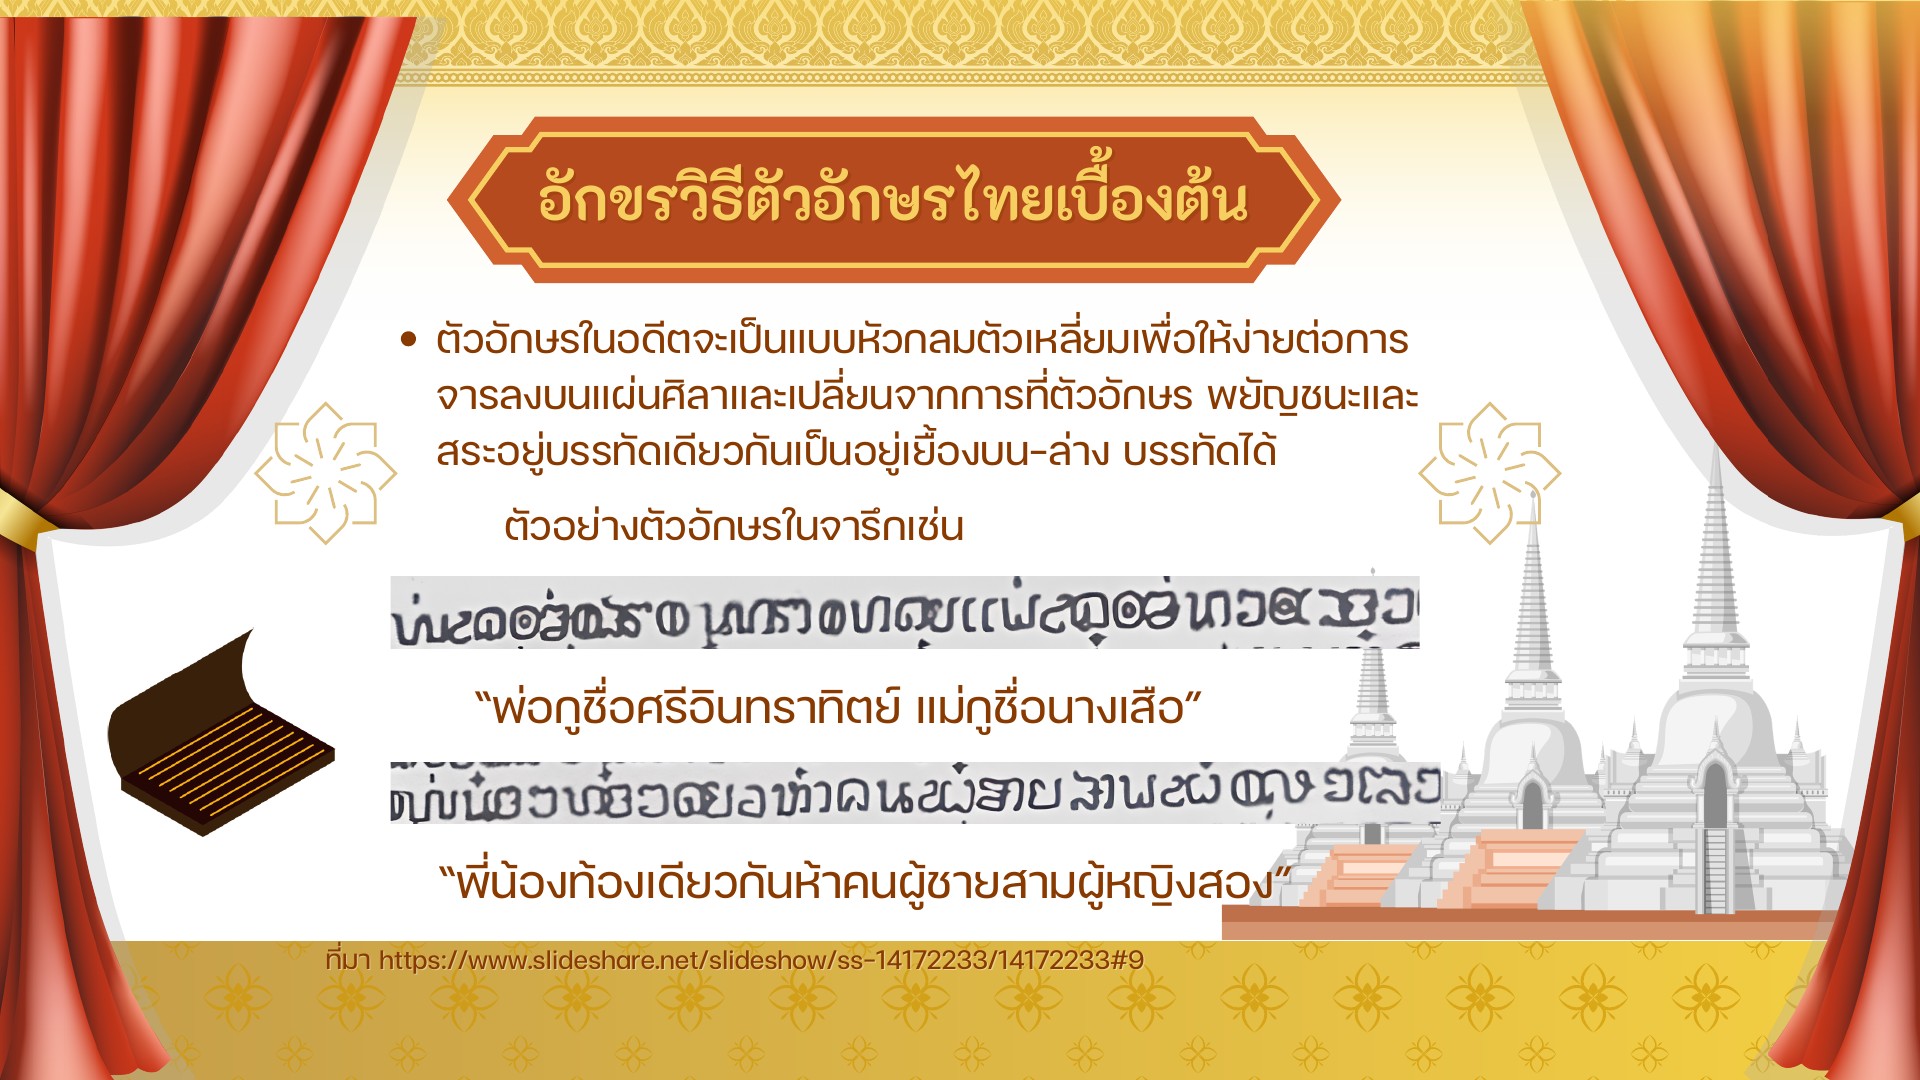 อักขรวิธีตัวอักษรไทยเบื้องต้น
• ตัวอักษรในอดีตจะเป็นแบบหัวกลมตัวเหลี่ยมเพื่อให้ง่ายต่อการ
จารลงบนแผ่นศิลาและเปลี่ยนจากการที่ตัวอักษร พยัญชนะและ
สระอยู่บรรทัดเดียวกันเป็นอยู่เยื้องบน-ล่าง บรรทัดได้
ตัวอย่างตัวอักษรในจารึกเช่น
“พ่อกูชื่อศรีอินทราทิตย์ แม่กูชื่อนางเสือ”
“พี่น้องท้องเดียวกันห้าคนผู้ชายสามผู้หญิงสอง”
ที่มา https://www.slideshare.net/slideshow/ss-14172233/14172233#9